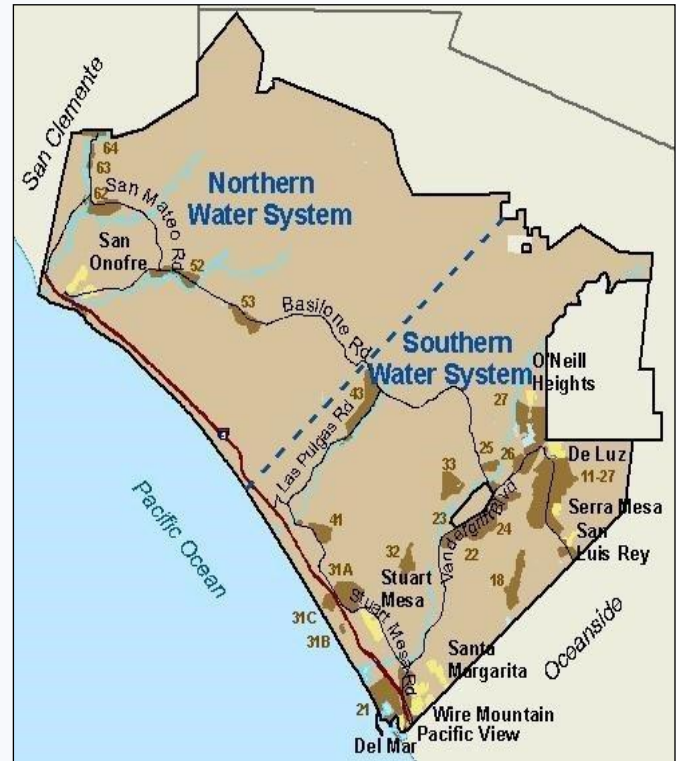 San Clemente
64
63
62
San Mateo Rd
Northern
Water System
San
Onofre
52
53
Basilone Rd
Southern
Water System
O'Neill
Heights
27
43
Las Pulgas Rd
De Luz
25
26
11-27
33
Serra Mesa
23
Vandergrift Blvd
24
San
Luis Rey
22
41
32
18
31A
Stuart
Mesa
31C
31B
Stuart Mesa Rd
Pacific Ocean
Oceanside
Santa
Margarita
21
Wire Mountain
Pacific View
Del Mar